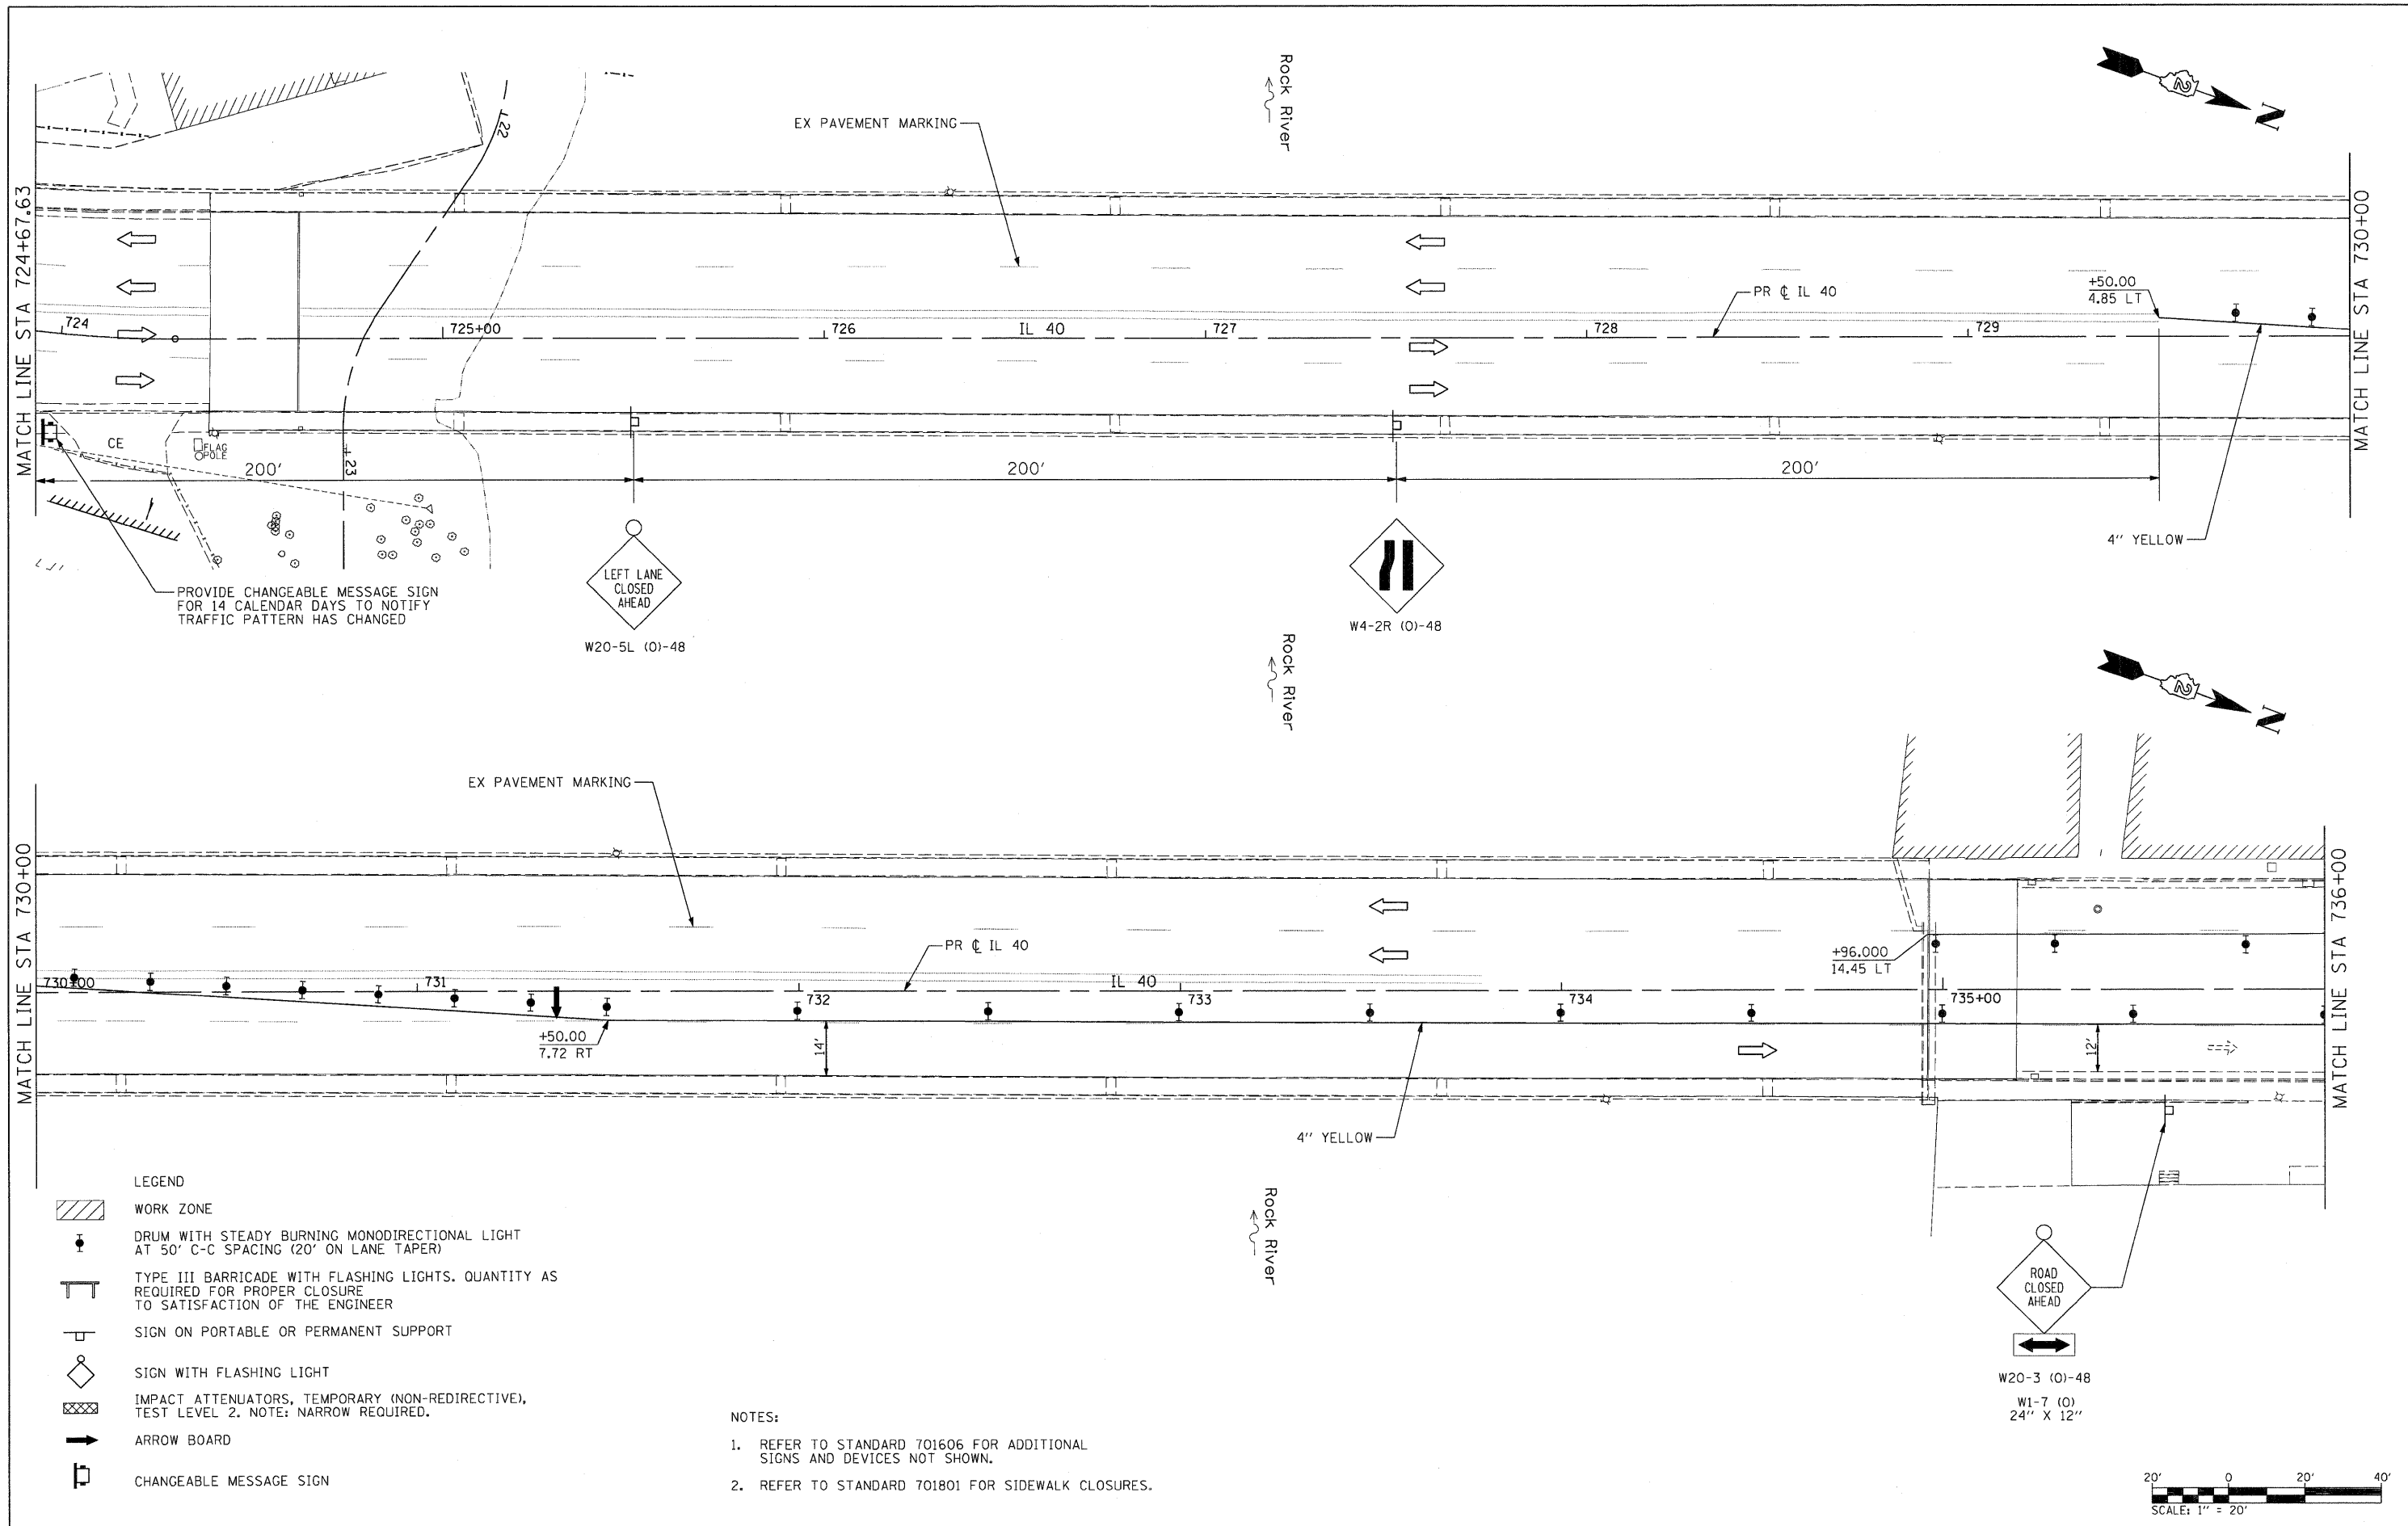 Rock River
N
2
EX PAVEMENT MARKING
MATCH LINE STA 724+67.63
MATCH LINE STA 730+00
22
+50.00
4.85 LT
PR ℄ IL 40
724
725+00
726
IL 40
727
728
729
CE
FLAG
POLE
23
200'
200'
200'
4" YELLOW
PROVIDE CHANGEABLE MESSAGE SIGN
FOR 14 CALENDAR DAYS TO NOTIFY
TRAFFIC PATTERN HAS CHANGED
LEFT LANE
CLOSED
AHEAD
W20-5L (O)-48
W4-2R (O)-48
Rock River
N
2
EX PAVEMENT MARKING
MATCH LINE STA 730+00
MATCH LINE STA 736+00
PR ℄ IL 40
+96.000
14.45 LT
730+00
731
IL 40
732
733
734
735+00
+50.00
7.72 RT
14'
12'
4" YELLOW
Rock River
ROAD
CLOSED
AHEAD
W20-3 (O)-48
W1-7 (O)
24" X 12"
LEGEND
WORK ZONE
DRUM WITH STEADY BURNING MONODIRECTIONAL LIGHT
AT 50' C-C SPACING (20' ON LANE TAPER)
TYPE III BARRICADE WITH FLASHING LIGHTS. QUANTITY AS
REQUIRED FOR PROPER CLOSURE
TO SATISFACTION OF THE ENGINEER
SIGN ON PORTABLE OR PERMANENT SUPPORT
SIGN WITH FLASHING LIGHT
IMPACT ATTENUATORS, TEMPORARY (NON-REDIRECTIVE),
TEST LEVEL 2. NOTE: NARROW REQUIRED.
ARROW BOARD
CHANGEABLE MESSAGE SIGN
NOTES:
1. REFER TO STANDARD 701606 FOR ADDITIONAL
SIGNS AND DEVICES NOT SHOWN.
2. REFER TO STANDARD 701801 FOR SIDEWALK CLOSURES.
20' 0 20' 40'
SCALE: 1" = 20'